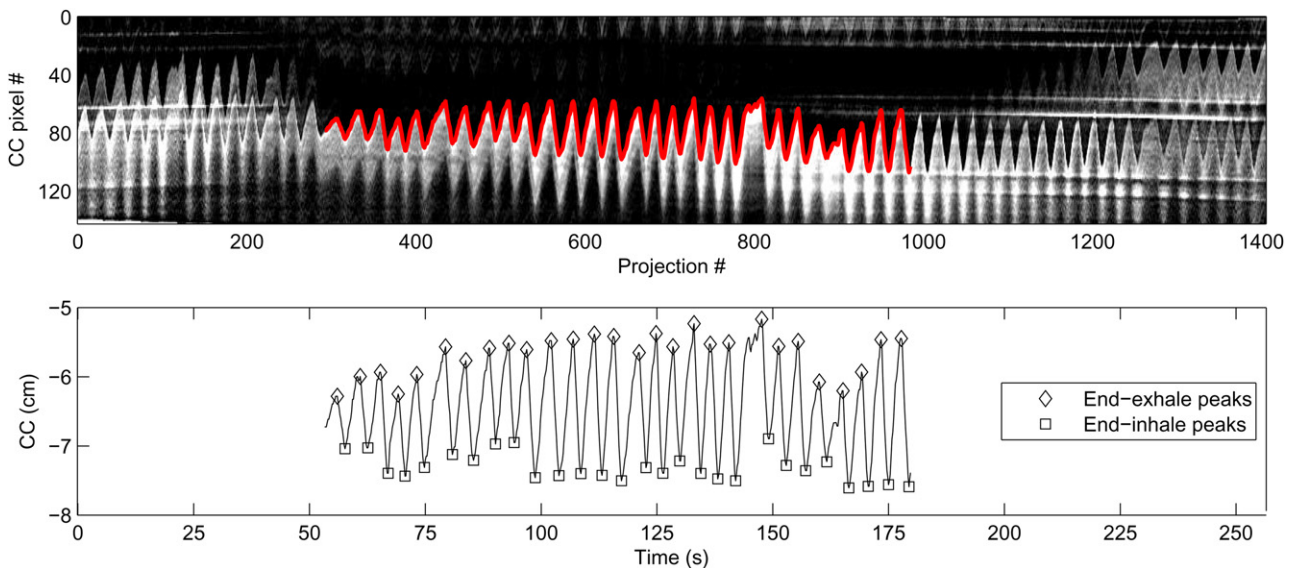 0
40
80
120
CC pixel #
0 200 400 600 800 1000 1200 1400
Projection #
−5
−6
−7
−8
CC (cm)
End−exhale peaks
End−inhale peaks
0 25 50 75 100 125 150 175 200 225 250
Time (s)